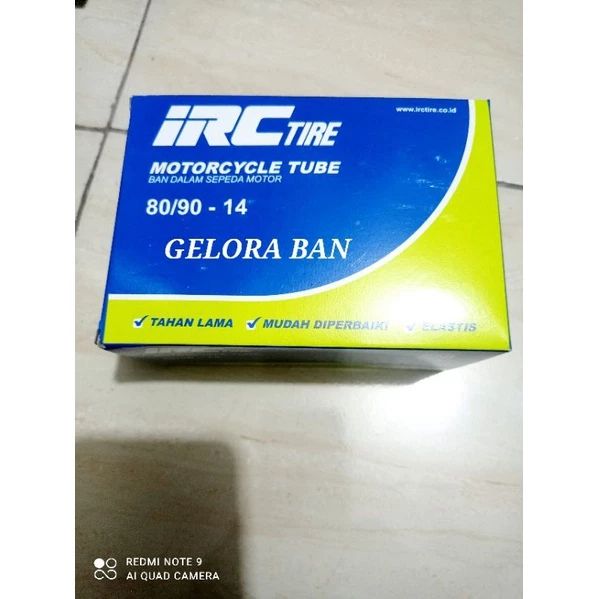 www.irctire.co.id
iRC TIRE
MOTORCYCLE TUBE
BAN DALAM SEPEDA MOTOR
80/90 - 14
GELORA BAN
✓ TAHAN LAMA ✓ MUDAH DIPERBAIKI ✓ ELASTIS
REDMI NOTE 9
AI QUAD CAMERA